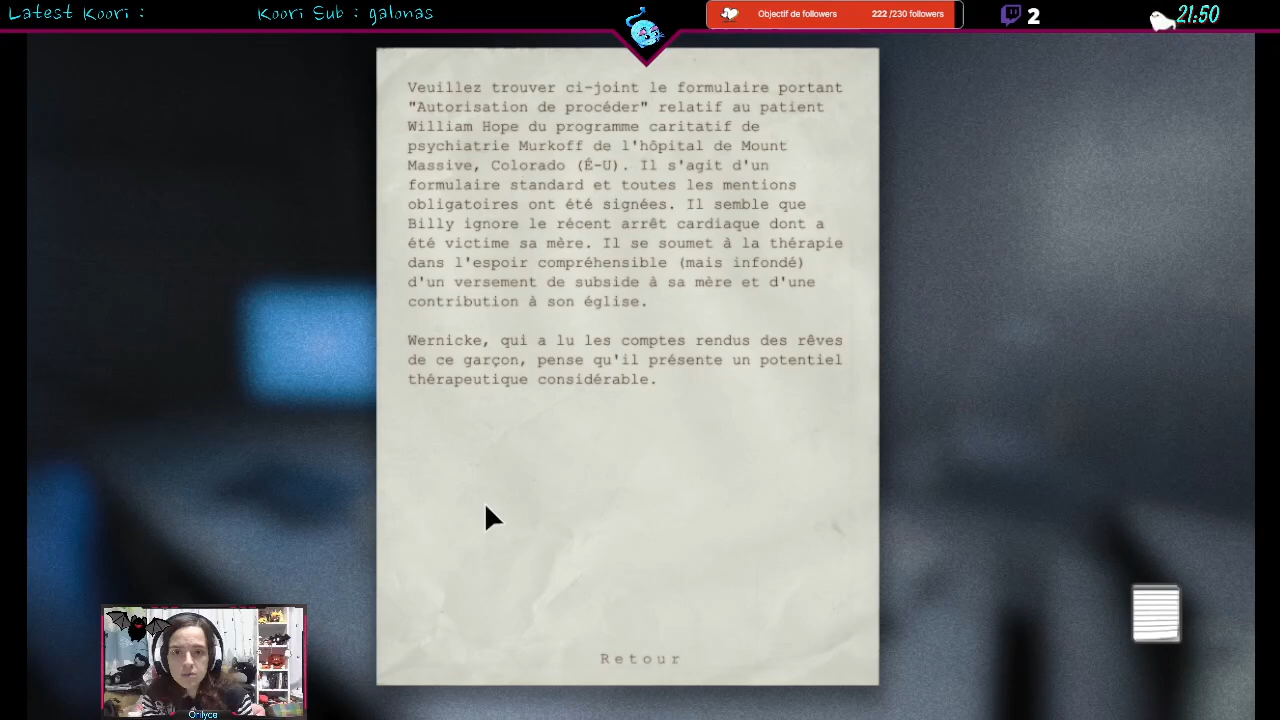 Latest Koori :
Koori Sub : galonas
Objectif de followers
222 /230 followers
2
21:50
Veuillez trouver ci-joint le formulaire portant
"Autorisation de procéder" relatif au patient
William Hope du programme caritatif de
psychiatrie Murkoff de l'hôpital de Mount
Massive, Colorado (É-U). Il s'agit d'un
formulaire standard et toutes les mentions
obligatoires ont été signées. Il semble que
Billy ignore le récent arrêt cardiaque dont a
été victime sa mère. Il se soumet à la thérapie
dans l'espoir compréhensible (mais infondé)
d'un versement de subside à sa mère et d'une
contribution à son église.
Wernicke, qui a lu les comptes rendus des rêves
de ce garçon, pense qu'il présente un potentiel
thérapeutique considérable.
Retour
Orilyce